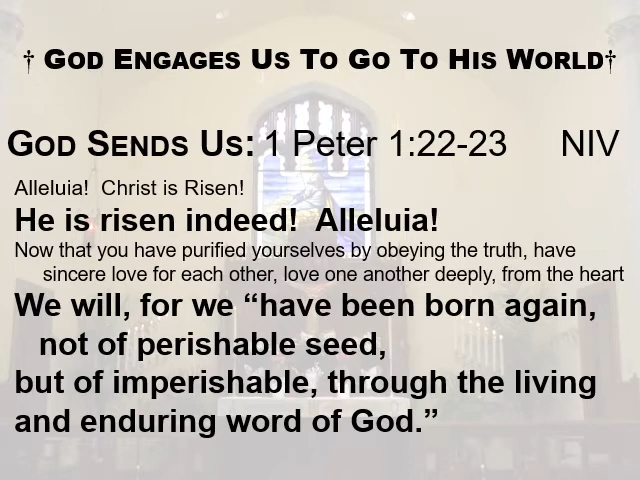 † God Engages Us To Go To His World†
God Sends Us: 1 Peter 1:22-23 NIV
Alleluia! Christ is Risen!
He is risen indeed! Alleluia!
Now that you have purified yourselves by obeying the truth, have
sincere love for each other, love one another deeply, from the heart
We will, for we “have been born again,
not of perishable seed,
but of imperishable, through the living
and enduring word of God.”